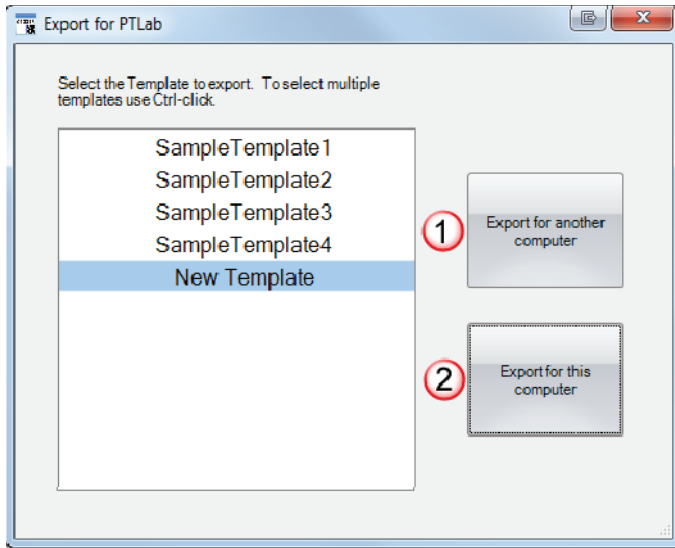 Export for PTLab
Select the Template to export. To select multiple
templates use Ctrl-click.
SampleTemplate1
SampleTemplate2
SampleTemplate3
SampleTemplate4
New Template
1
Export for another
computer
2
Export for this
computer